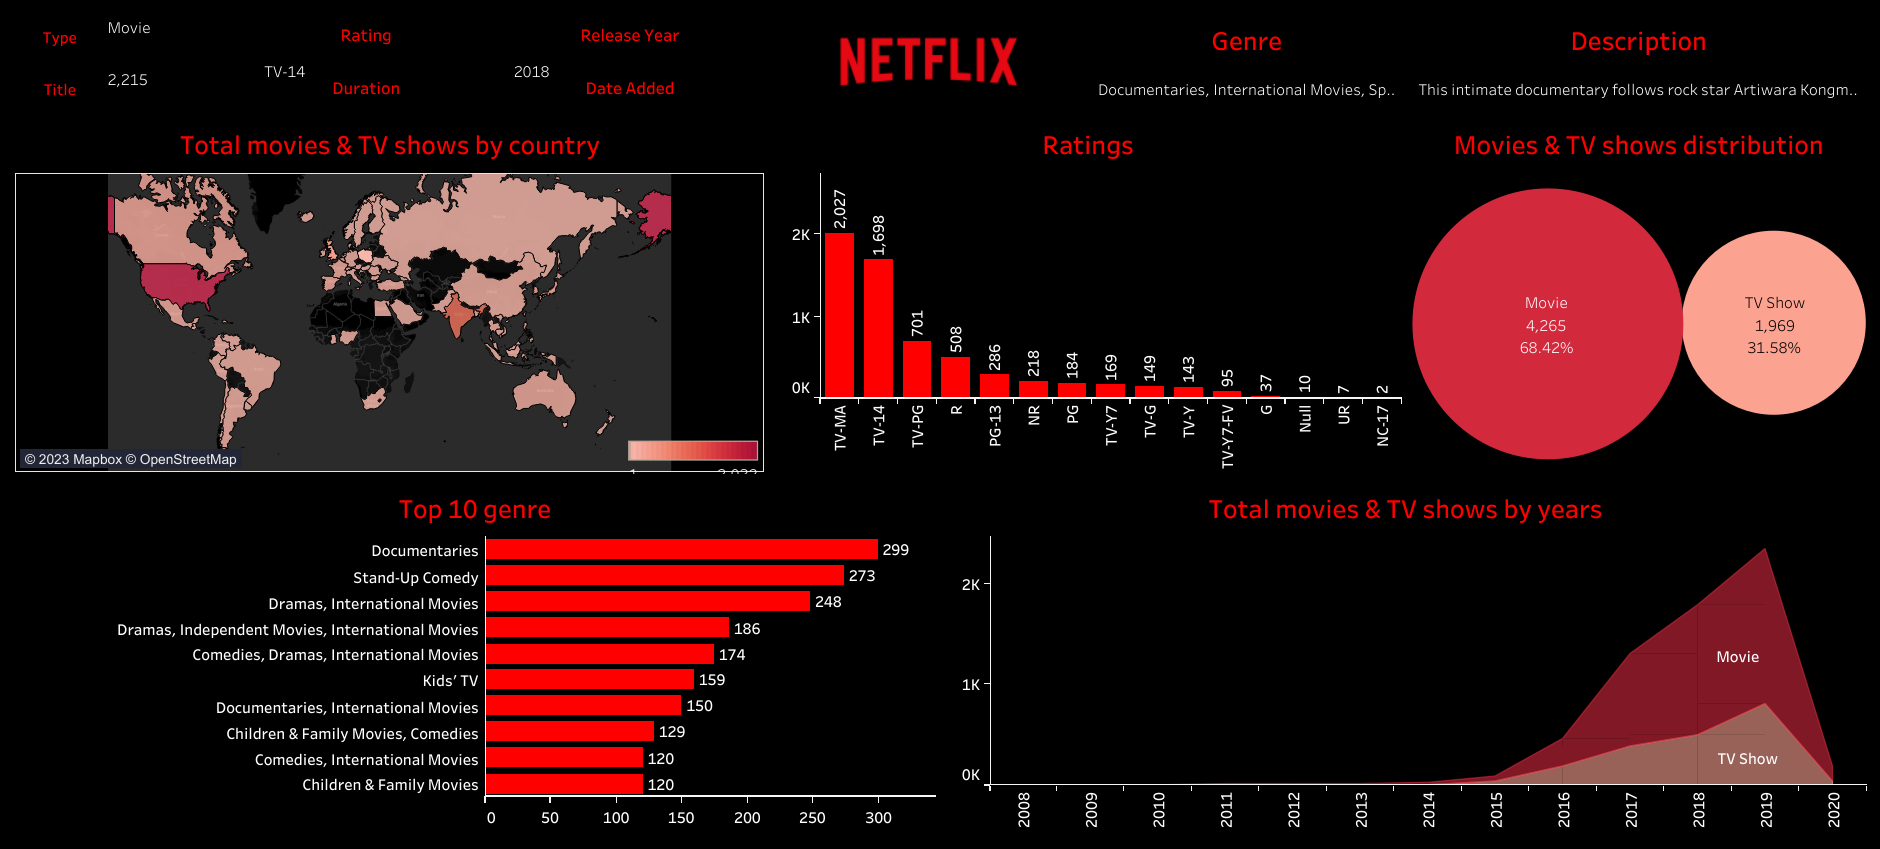 Type
Movie
Rating
Release Year
TV-14
2018
Title
2,215
Duration
Date Added
NETFLIX
Genre
Documentaries, International Movies, Sp..
Description
This intimate documentary follows rock star Artiwara Kongm..
Total movies & TV shows by country
© 2023 Mapbox © OpenStreetMap
Ratings
2K
1K
0K
2,027
1,698
701
508
286
218
184
169
149
143
95
37
10
7
2
TV-MA
TV-14
TV-PG
R
PG-13
NR
PG
TV-Y7
TV-G
TV-Y
TV-Y7-FV
G
Null
UR
NC-17
Movies & TV shows distribution
Movie
4,265
68.42%
TV Show
1,969
31.58%
Top 10 genre
Documentaries 299
Stand-Up Comedy 273
Dramas, International Movies 248
Dramas, Independent Movies, International Movies 186
Comedies, Dramas, International Movies 174
Kids’ TV 159
Documentaries, International Movies 150
Children & Family Movies, Comedies 129
Comedies, International Movies 120
Children & Family Movies 120
0 50 100 150 200 250 300
Total movies & TV shows by years
2K
1K
0K
Movie
TV Show
2008
2009
2010
2011
2012
2013
2014
2015
2016
2017
2018
2019
2020